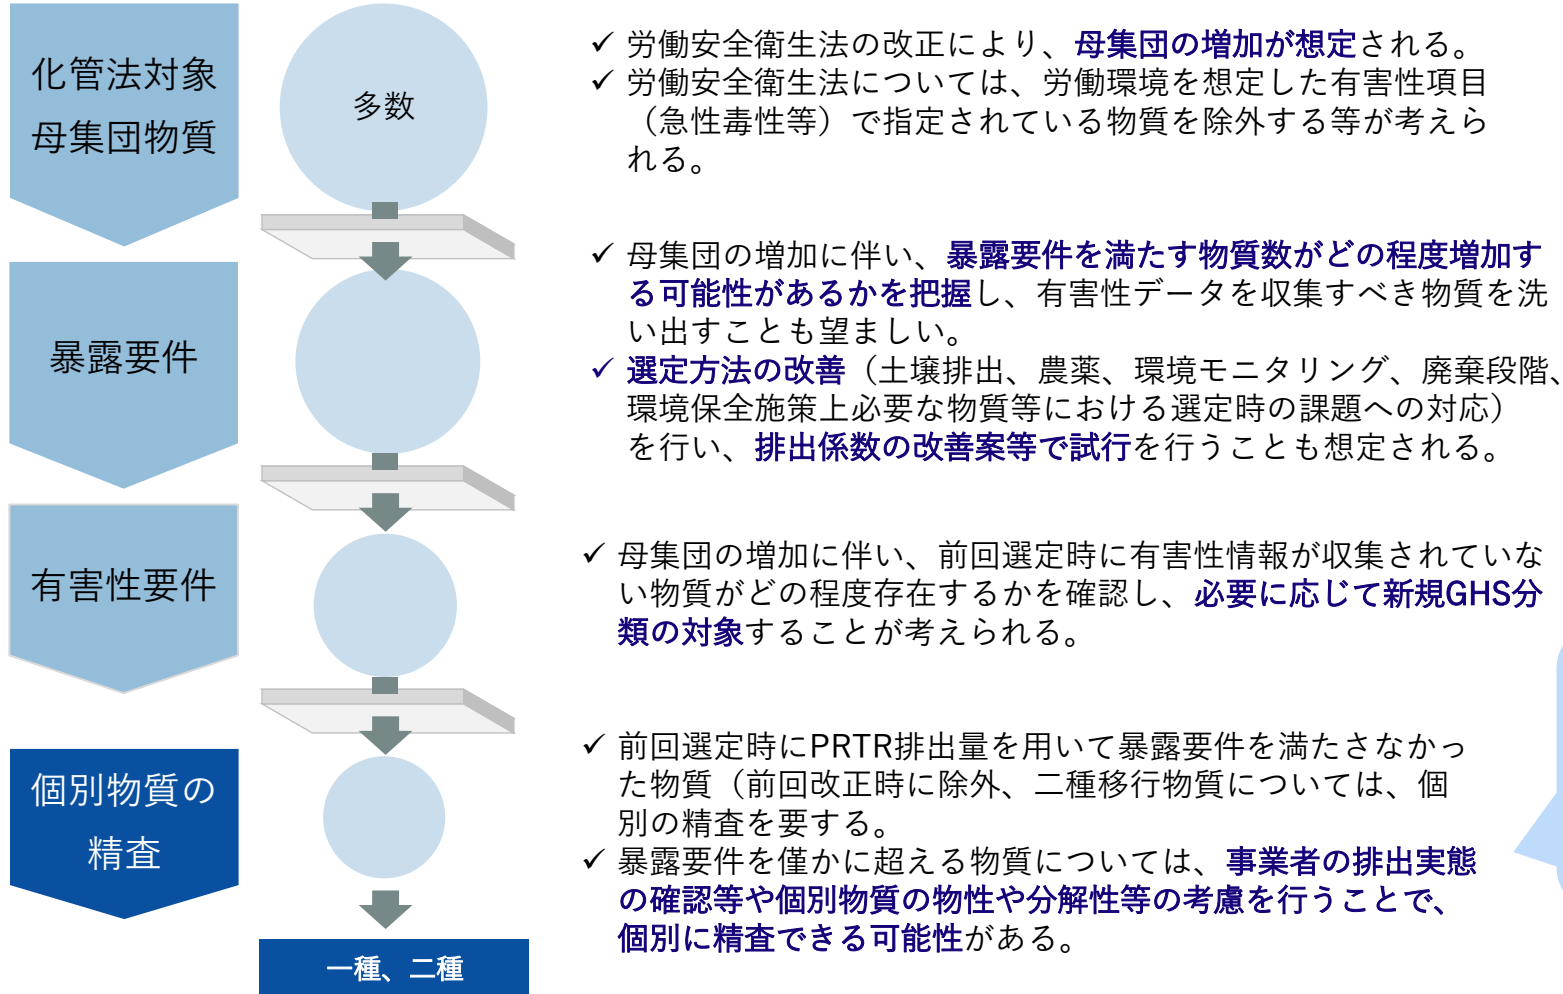 化管法対象
母集団物質
多数
✓ 労働安全衛生法の改正により、母集団の増加が想定される。
✓ 労働安全衛生法については、労働環境を想定した有害性項目
（急性毒性等）で指定されている物質を除外する等が考えら
れる。
暴露要件
✓ 母集団の増加に伴い、暴露要件を満たす物質数がどの程度増加す
る可能性があるかを把握し、有害性データを収集すべき物質を洗
い出すことも望ましい。
✓ 選定方法の改善（土壌排出、農薬、環境モニタリング、廃棄段階、
環境保全施策上必要な物質等における選定時の課題への対応）
を行い、排出係数の改善案等で試行を行うことも想定される。
有害性要件
✓ 母集団の増加に伴い、前回選定時に有害性情報が収集されていな
い物質がどの程度存在するかを確認し、必要に応じて新規GHS分
類の対象することが考えられる。
個別物質の
精査
✓ 前回選定時にPRTR排出量を用いて暴露要件を満たさなかっ
た物質（前回改正時に除外、二種移行物質については、個
別の精査を要する。
✓ 暴露要件を僅かに超える物質については、事業者の排出実態
の確認等や個別物質の物性や分解性等の考慮を行うことで、
個別に精査できる可能性がある。
一種、二種